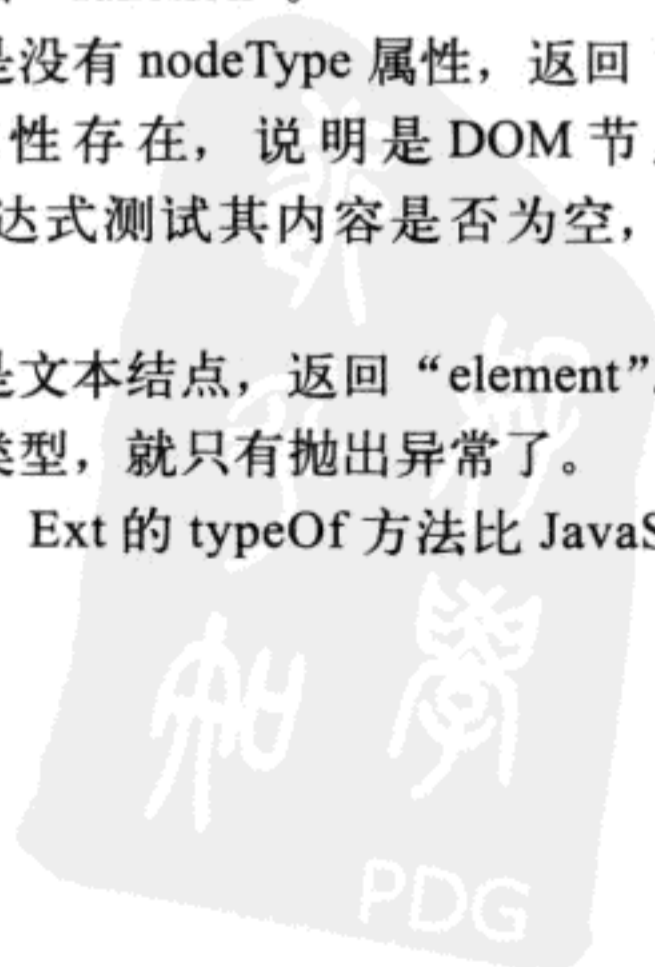 是没有 nodeType 属性，返回
性存在，说明是 DOM 节
达式测试其内容是否为空，
是文本结点，返回“element”
类型，就只有抛出异常了。
Ext 的 typeOf 方法比 JavaS
PDG